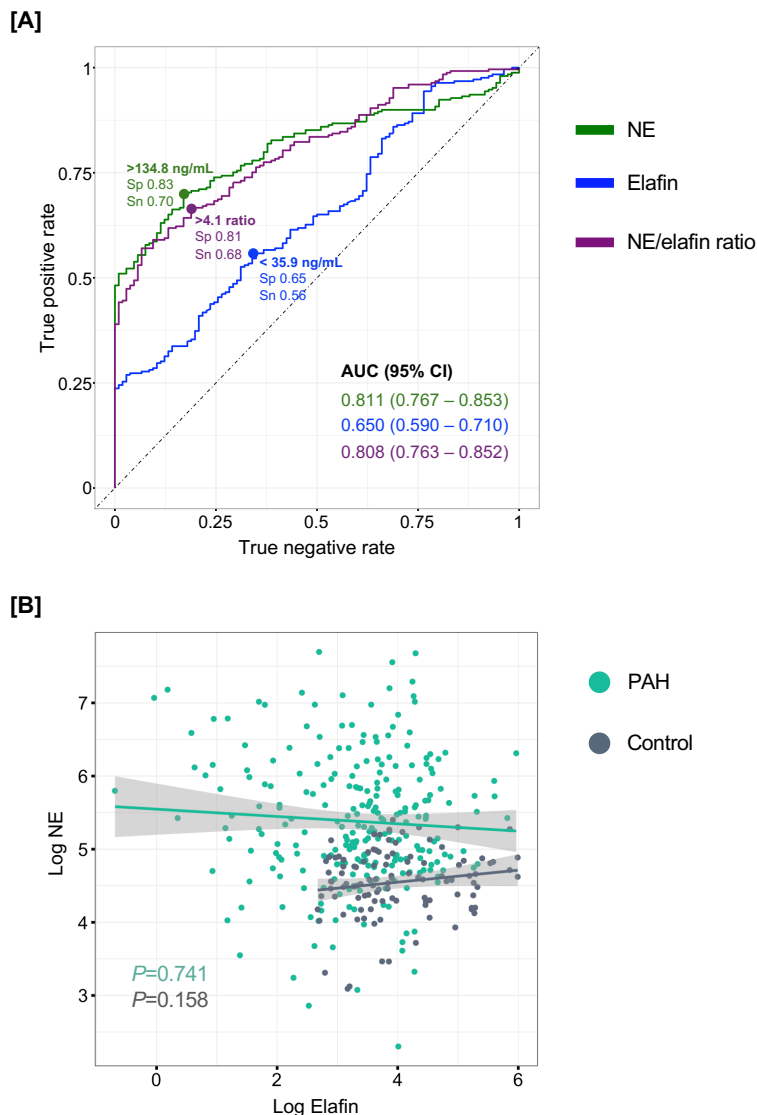 [A]
1
0.75
0.5
0.25
0
True positive rate
>134.8 ng/mL
Sp 0.83
Sn 0.70
>4.1 ratio
Sp 0.81
Sn 0.68
< 35.9 ng/mL
Sp 0.65
Sn 0.56
AUC (95% CI)
0.811 (0.767 – 0.853)
0.650 (0.590 – 0.710)
0.808 (0.763 – 0.852)
0 0.25 0.5 0.75 1
True negative rate
NE
Elafin
NE/elafin ratio
[B]
7
6
5
4
3
Log NE
P=0.741
P=0.158
0 2 4 6
Log Elafin
PAH
Control